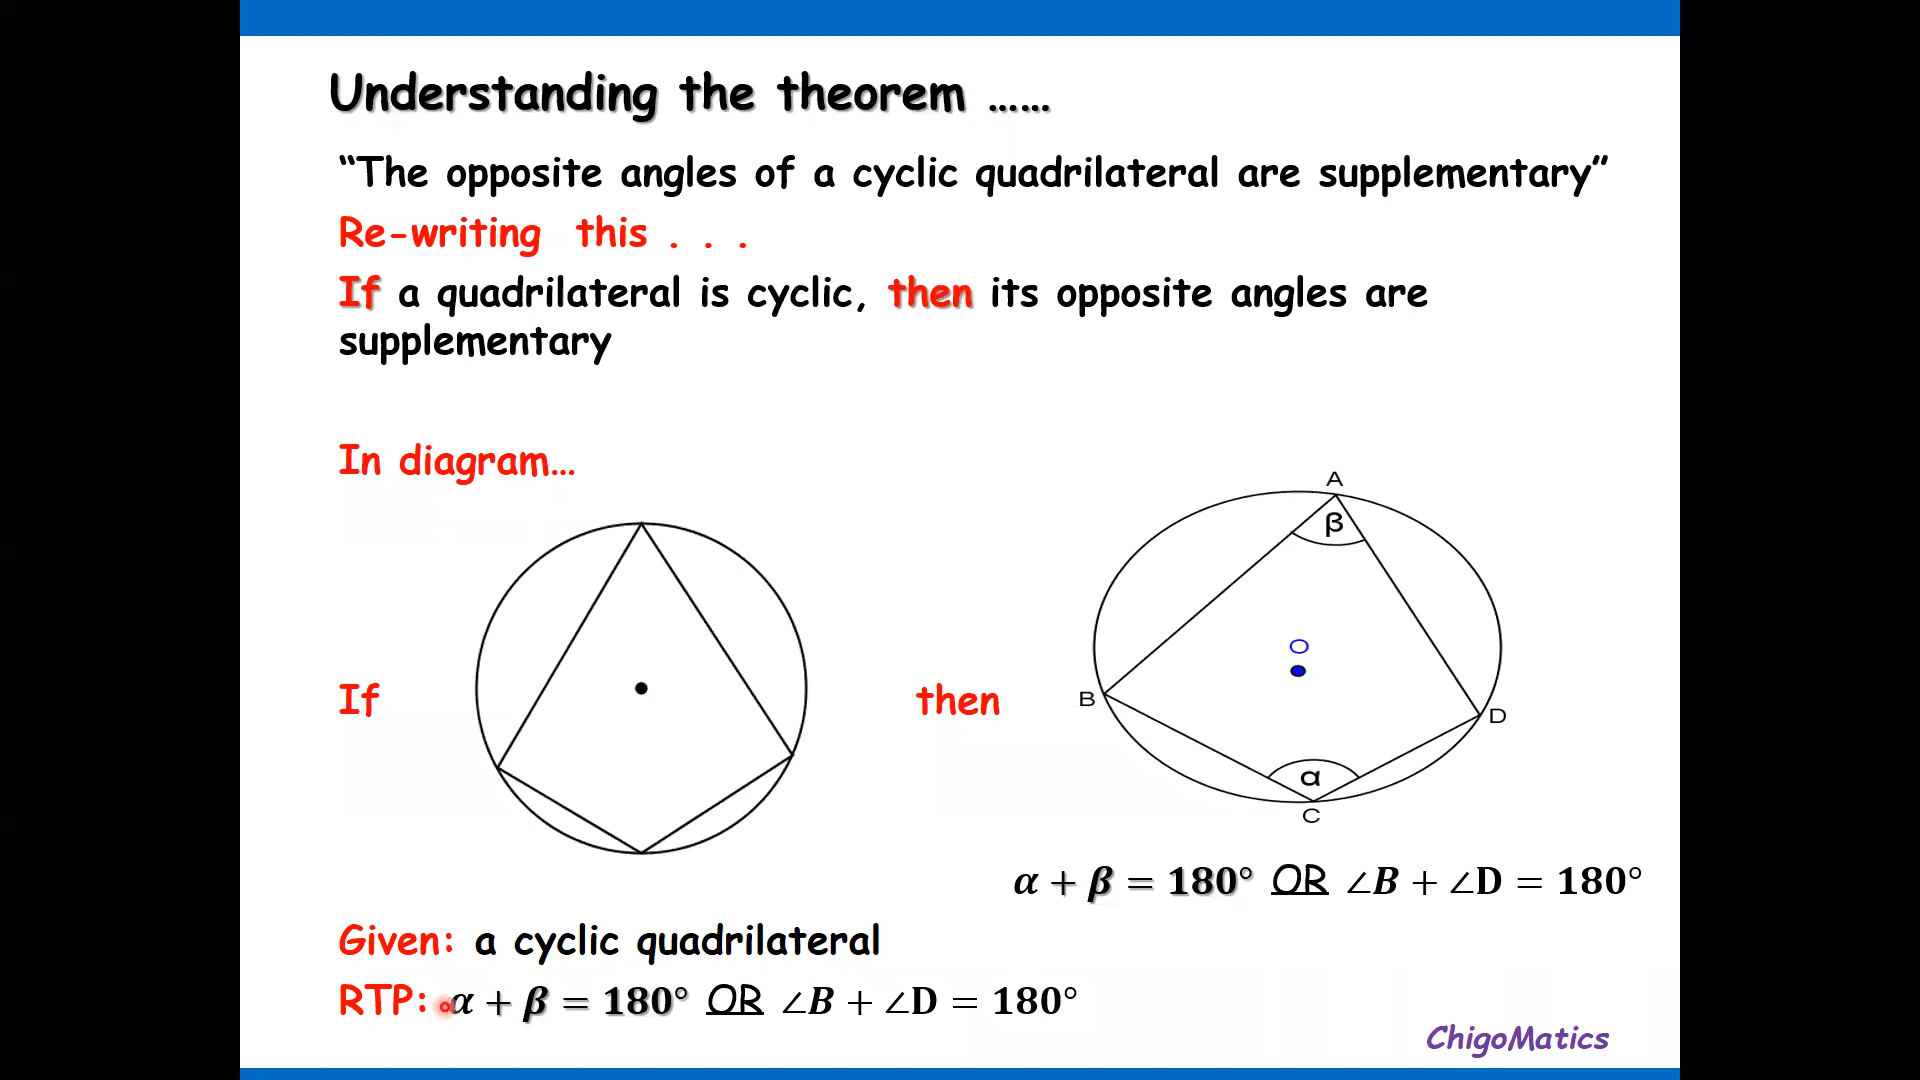 Understanding the theorem ……
“The opposite angles of a cyclic quadrilateral are supplementary”
Re-writing this . . .
If a quadrilateral is cyclic, then its opposite angles are
supplementary
In diagram…
A
β
O
If
then
B
D
α
C
α + β = 180° OR ∠B + ∠D = 180°
Given: a cyclic quadrilateral
RTP: α + β = 180° OR ∠B + ∠D = 180°
ChigoMatics